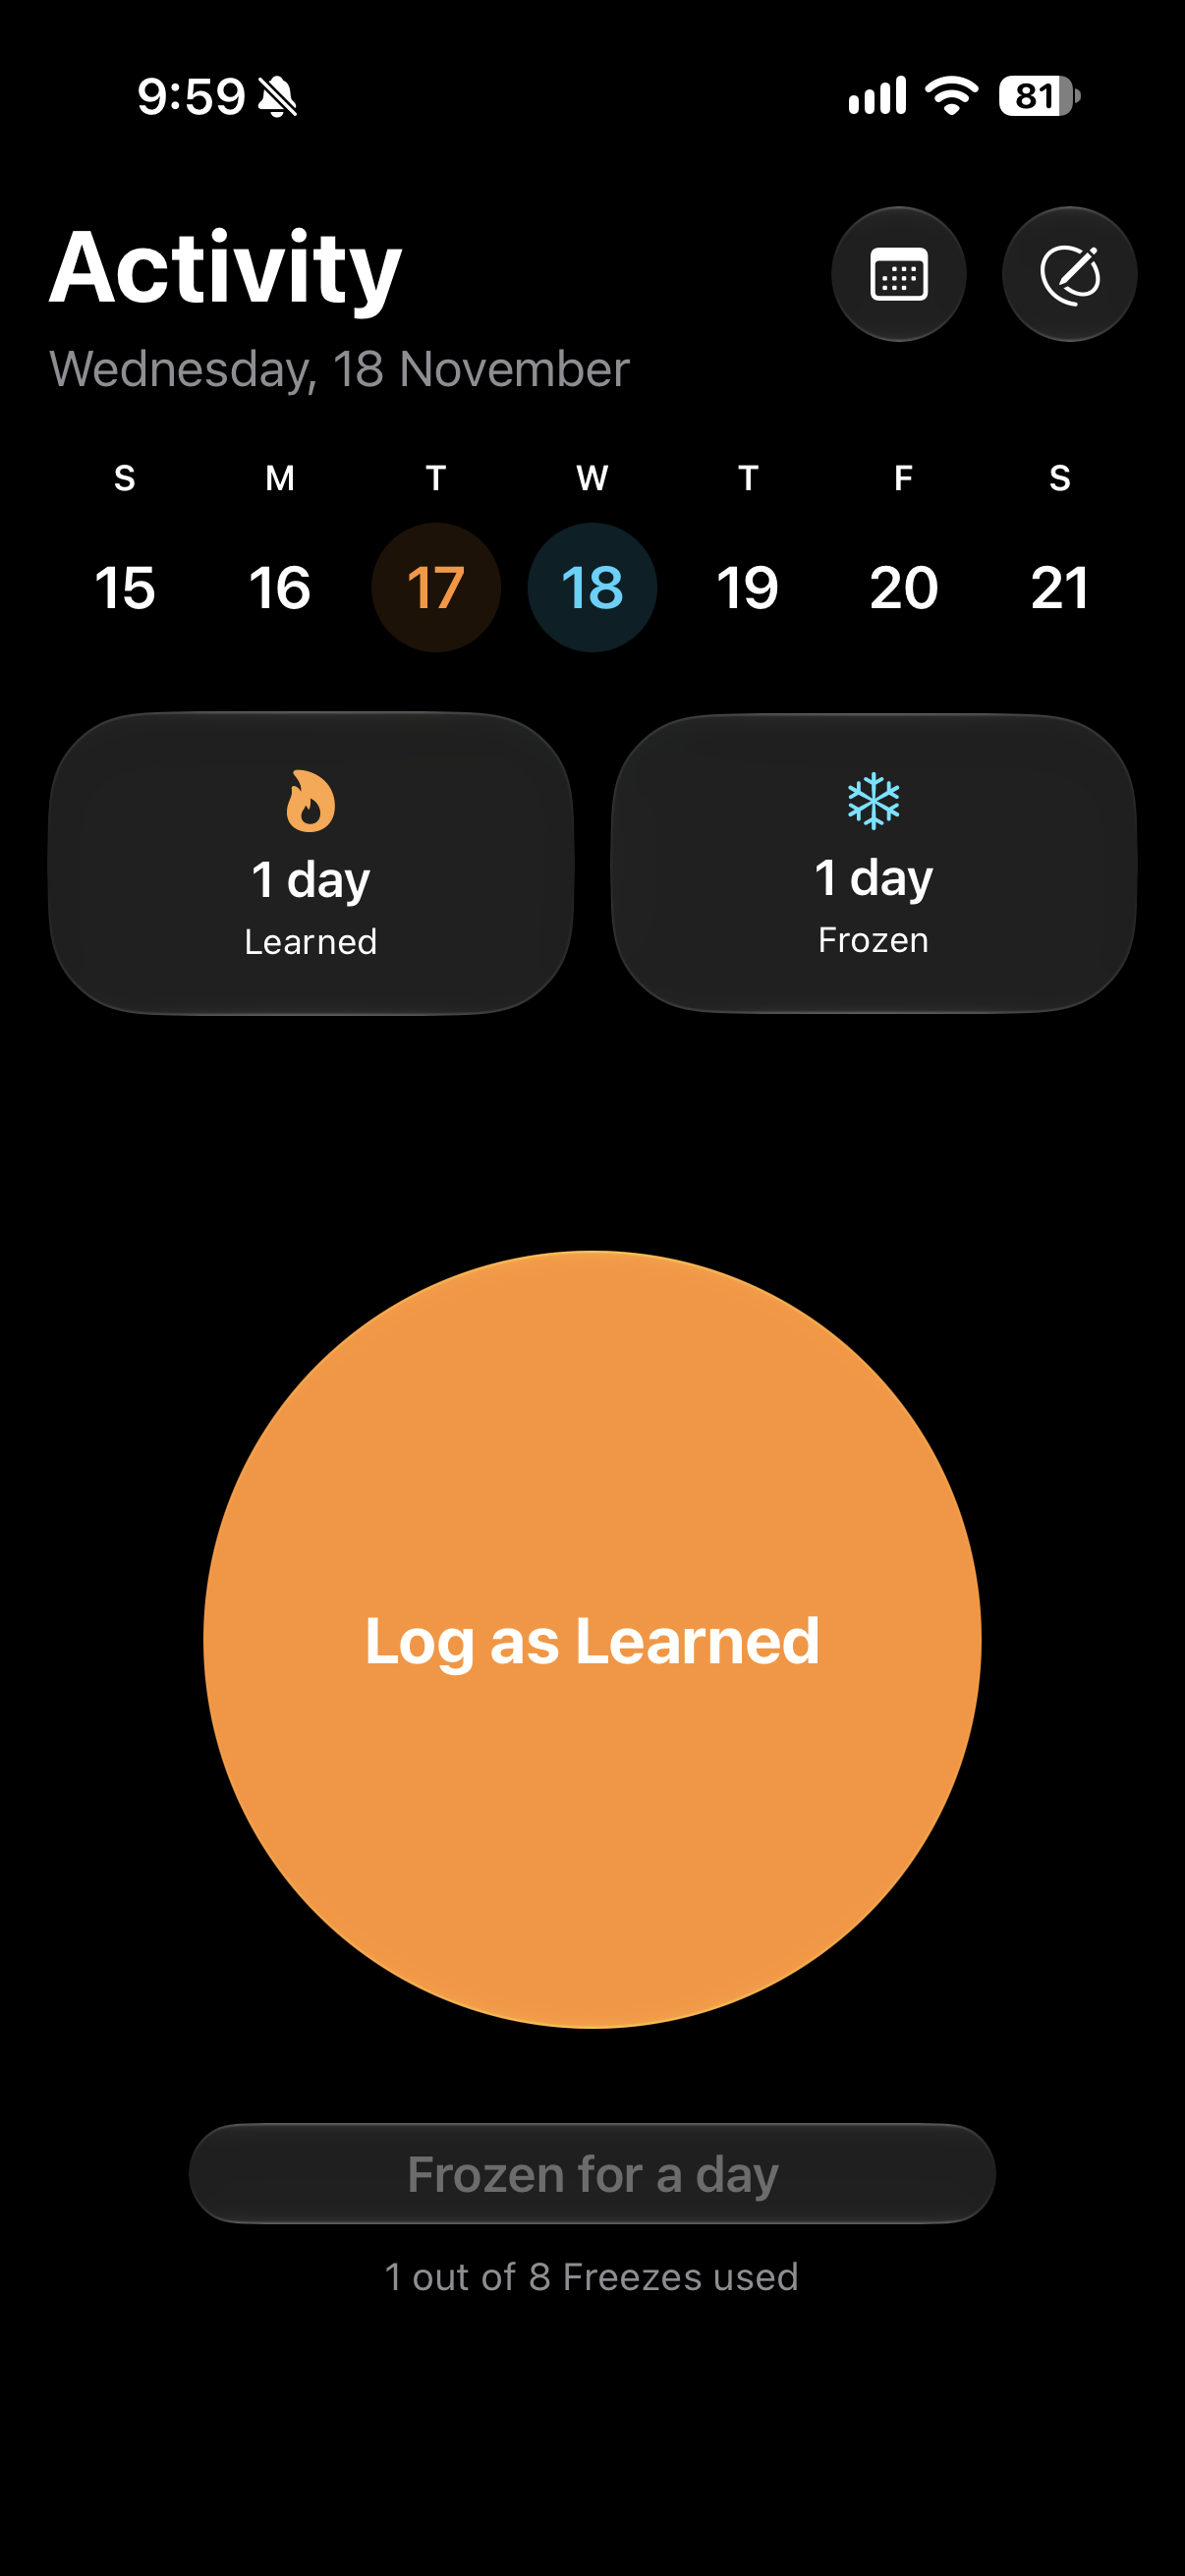 9:59
81
Activity
Wednesday, 18 November
S M T W T F S
15 16 17 18 19 20 21
1 day
Learned
1 day
Frozen
Log as Learned
Frozen for a day
1 out of 8 Freezes used